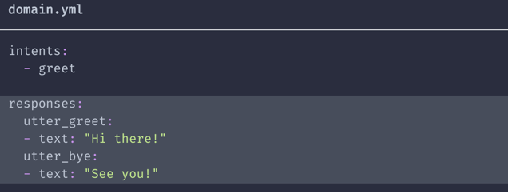 domain.yml
intents:
  - greet
responses:
  utter_greet:
  - text: "Hi there!"
  utter_bye:
  - text: "See you!"